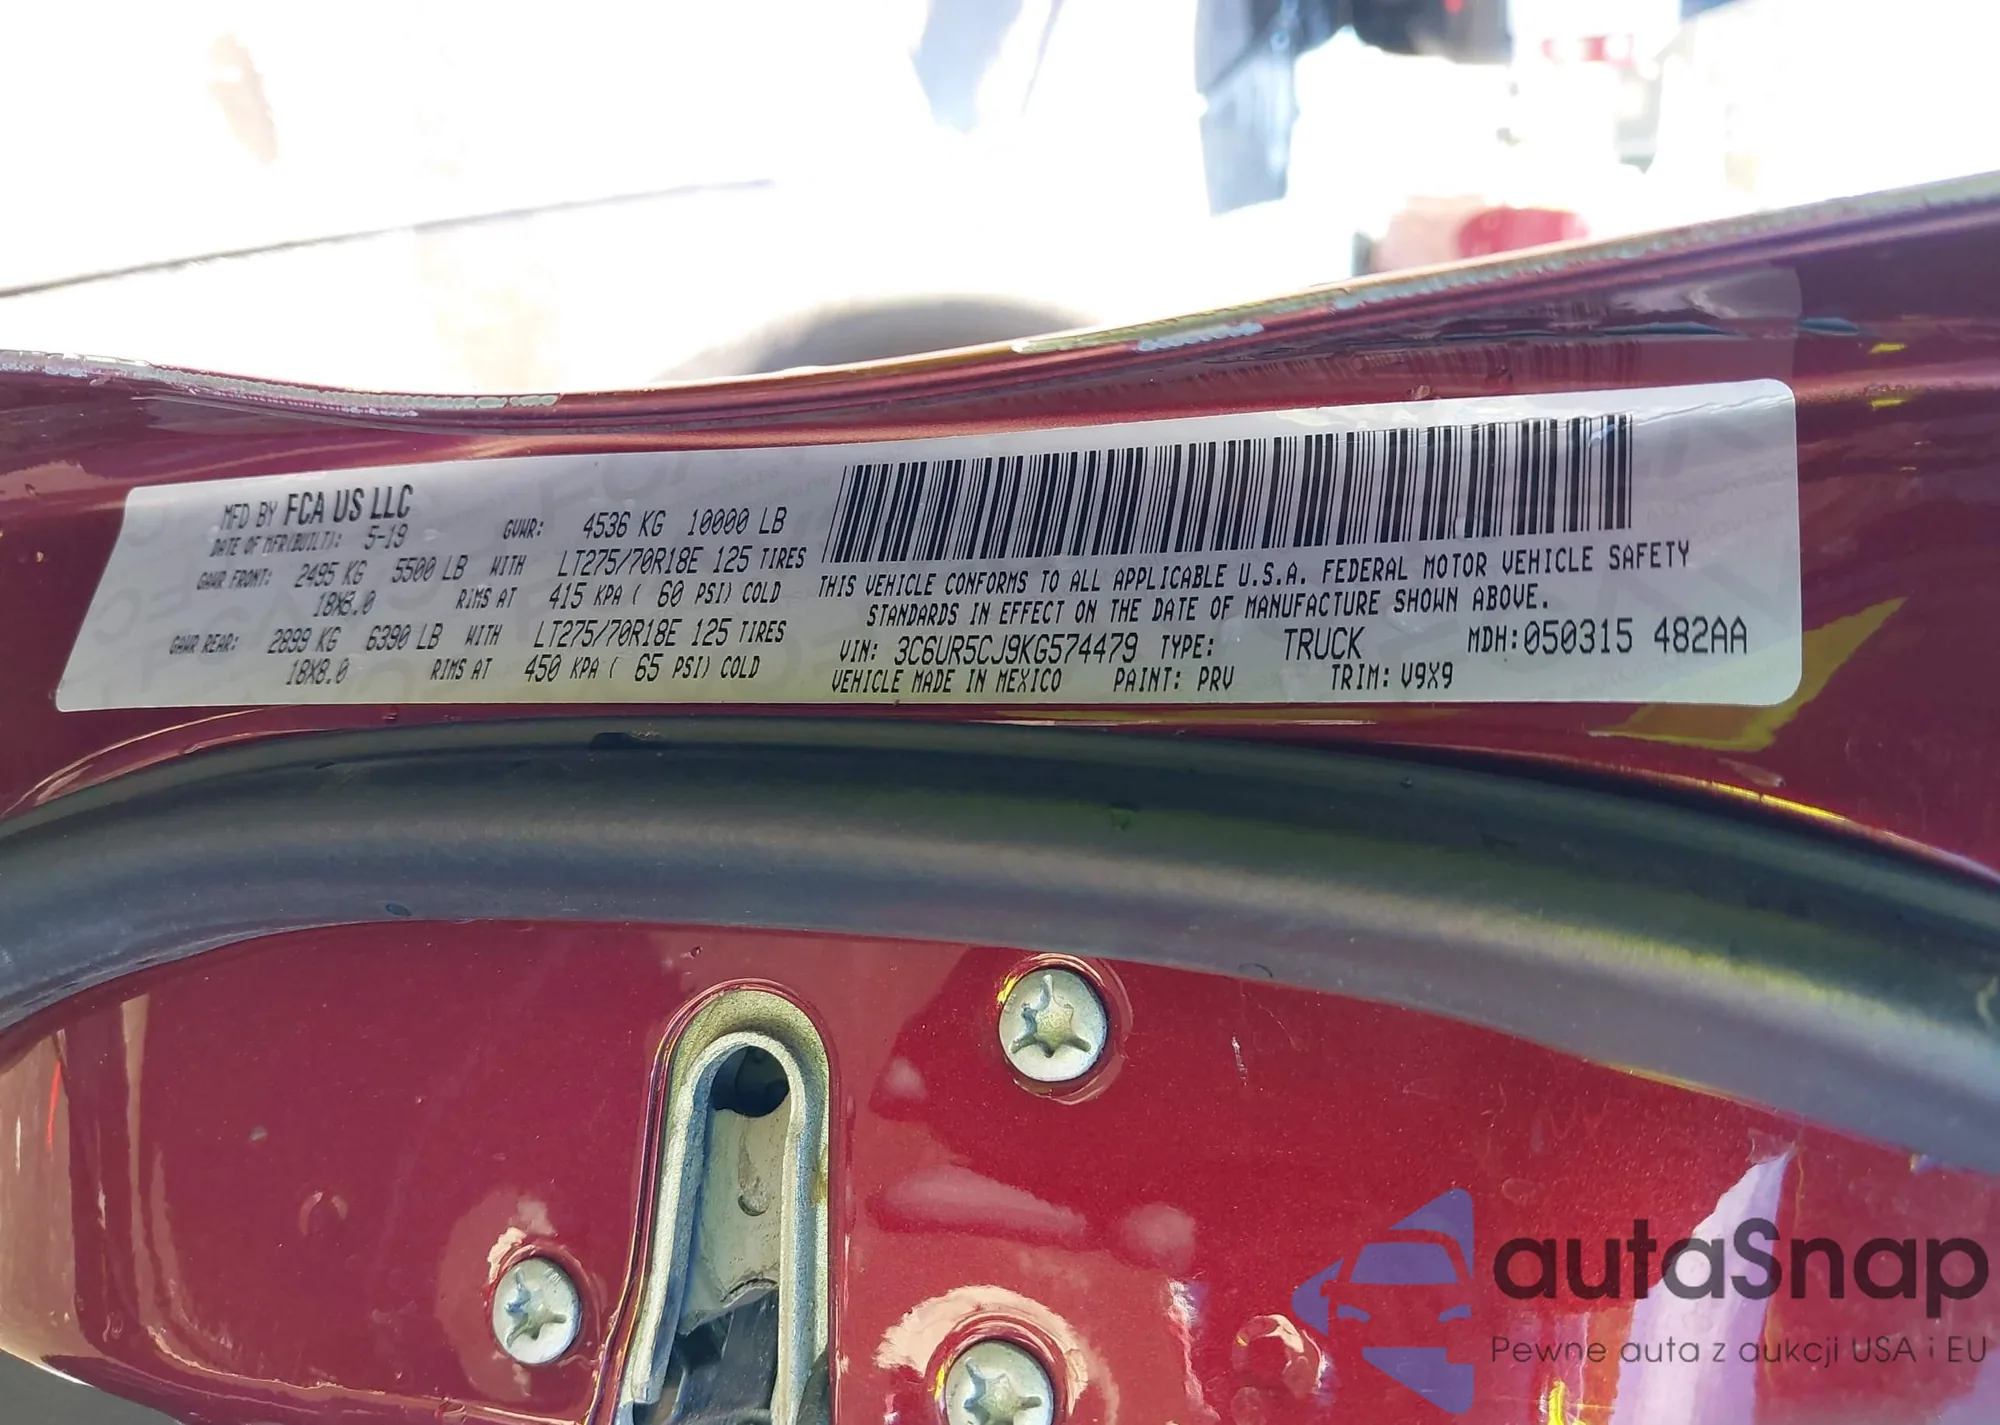 MFD BY FCA US LLC
DATE OF MFR(BUILT): 5-19 GVWR: 4536 KG 10000 LB
GAWR FRONT: 2495 KG 5500 LB WITH LT275/70R18E 125 TIRES
18X8.0 RIMS AT 415 KPA ( 60 PSI) COLD
GAWR REAR: 2899 KG 6390 LB WITH LT275/70R18E 125 TIRES
18X8.0 RIMS AT 450 KPA ( 65 PSI) COLD
THIS VEHICLE CONFORMS TO ALL APPLICABLE U.S.A. FEDERAL MOTOR VEHICLE SAFETY
STANDARDS IN EFFECT ON THE DATE OF MANUFACTURE SHOWN ABOVE.
VIN: 3C6UR5CJ9KG574479 TYPE: TRUCK MDH:050315 482AA
VEHICLE MADE IN MEXICO PAINT: PRV TRIM: V9X9
autaSnap
Pewne auta z aukcji USA i EU